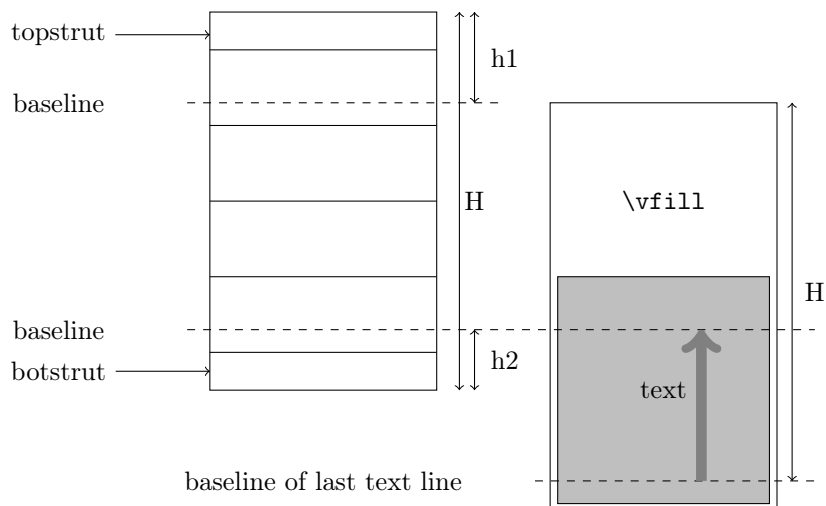 topstrut
h1
baseline
H
\vfill
H
baseline
h2
botstrut
text
baseline of last text line